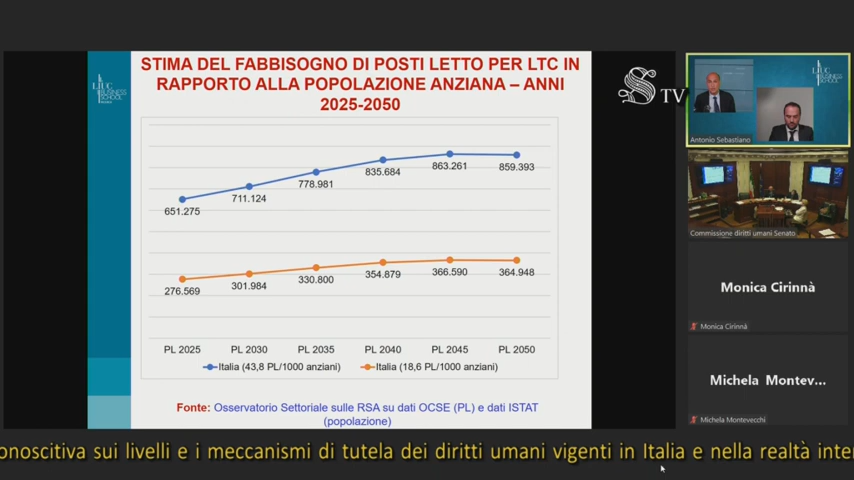 STIMA DEL FABBISOGNO DI POSTI LETTO PER LTC IN
RAPPORTO ALLA POPOLAZIONE ANZIANA – ANNI
2025-2050
LIUC
BUSINESS
SCHOOL
651.275
711.124
778.981
835.684
863.261
859.393
276.569
301.984
330.800
354.879
366.590
364.948
PL 2025
PL 2030
PL 2035
PL 2040
PL 2045
PL 2050
Italia (43,8 PL/1000 anziani)
Italia (18,6 PL/1000 anziani)
Fonte: Osservatorio Settoriale sulle RSA su dati OCSE (PL) e dati ISTAT
(popolazione)
S TV
LIUC
BUSINESS
SCHOOL
Antonio Sebastiano
Commissione diritti umani Senato
Monica Cirinnà
Monica Cirinnà
Michela Montev...
Michela Montevecchi
onoscitiva sui livelli e i meccanismi di tutela dei diritti umani vigenti in Italia e nella realtà inter